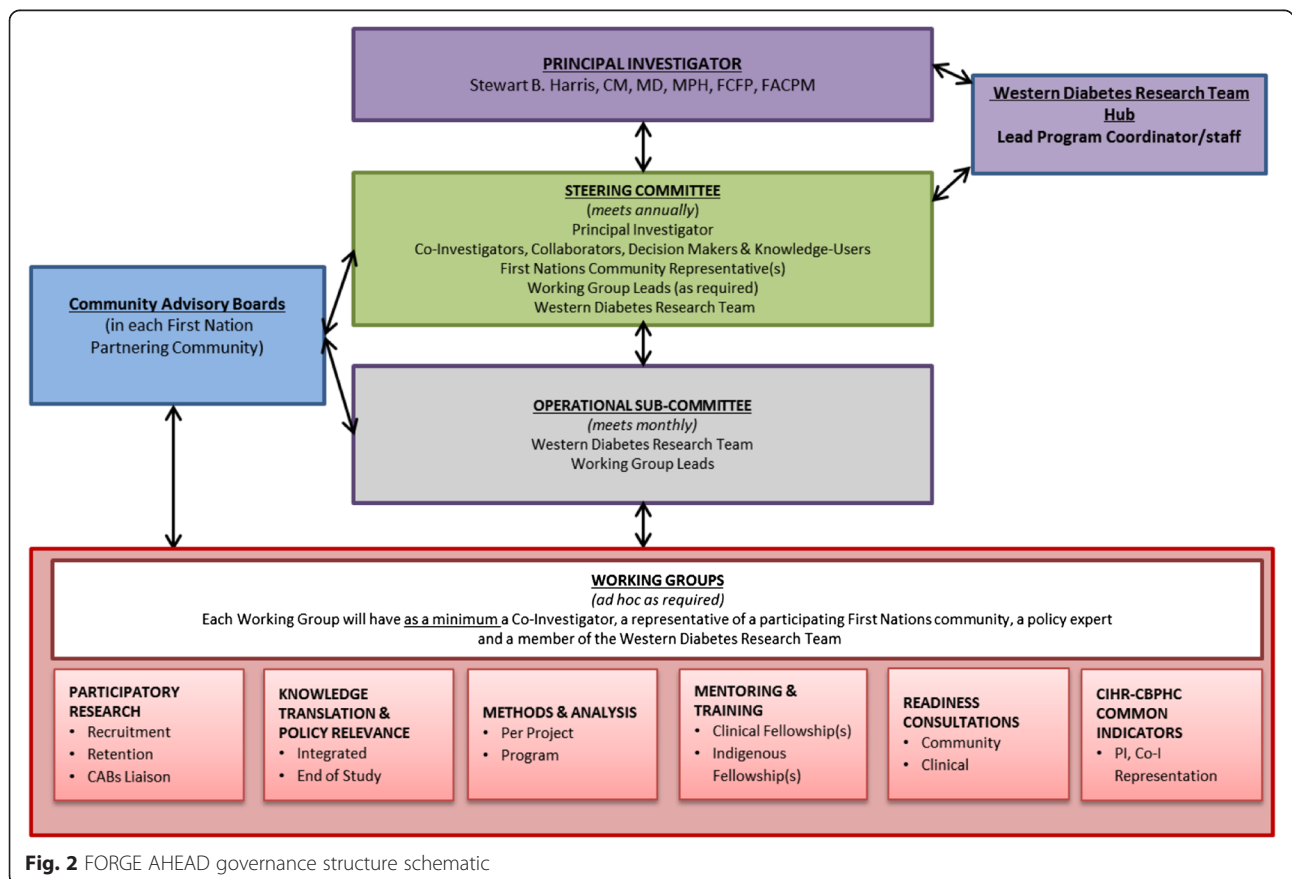 PRINCIPAL INVESTIGATOR
Stewart B. Harris, CM, MD, MPH, FCFP, FACPM
Western Diabetes Research Team
Hub
Lead Program Coordinator/staff
STEERING COMMITTEE
(meets annually)
Principal Investigator
Co-Investigators, Collaborators, Decision Makers & Knowledge-Users
First Nations Community Representative(s)
Working Group Leads (as required)
Western Diabetes Research Team
Community Advisory Boards
(in each First Nation
Partnering Community)
OPERATIONAL SUB-COMMITTEE
(meets monthly)
Western Diabetes Research Team
Working Group Leads
WORKING GROUPS
(ad hoc as required)
Each Working Group will have as a minimum a Co-Investigator, a representative of a participating First Nations community, a policy expert
and a member of the Western Diabetes Research Team
PARTICIPATORY
RESEARCH
• Recruitment
• Retention
• CABs Liaison
KNOWLEDGE
TRANSLATION &
POLICY RELEVANCE
• Integrated
• End of Study
METHODS & ANALYSIS
• Per Project
• Program
MENTORING &
TRAINING
• Clinical Fellowship(s)
• Indigenous
Fellowship(s)
READINESS
CONSULTATIONS
• Community
• Clinical
CIHR-CBPHC
COMMON
INDICATORS
• PI, Co-I
Representation
Fig. 2 FORGE AHEAD governance structure schematic